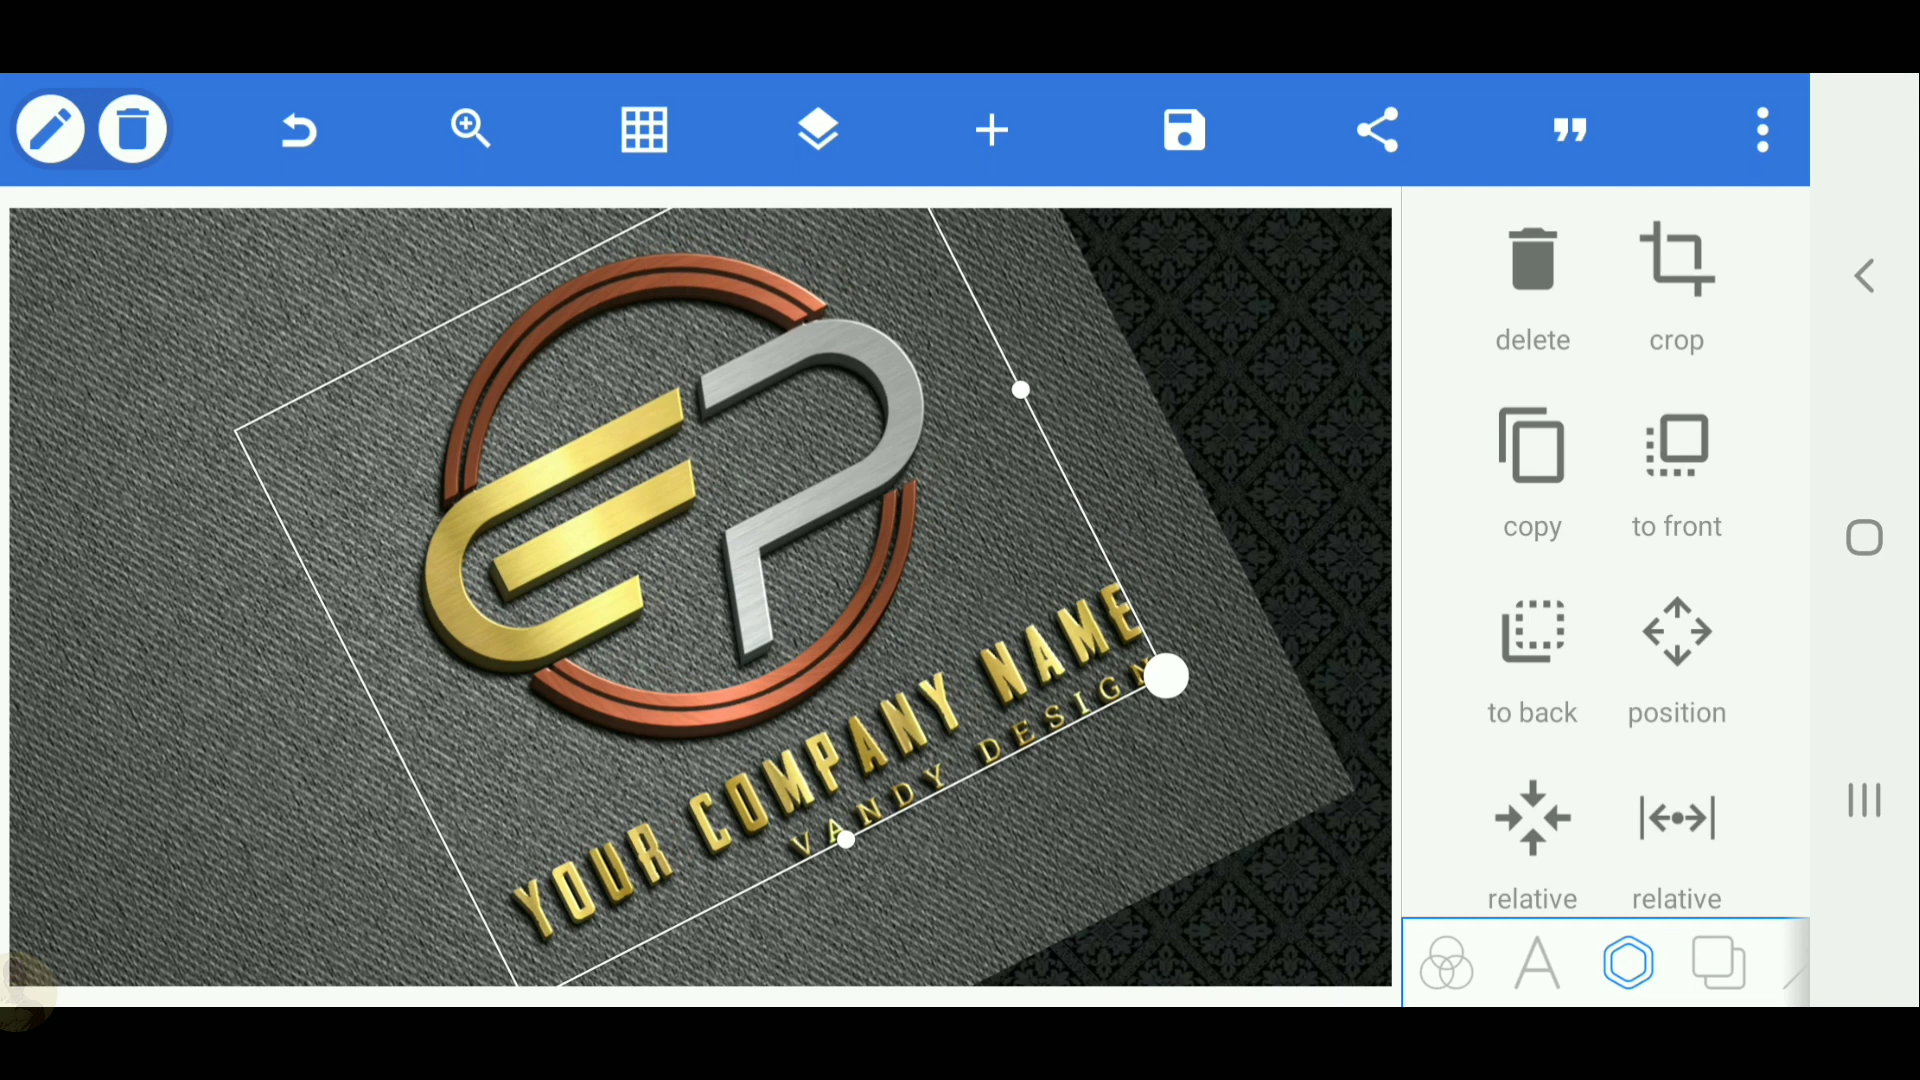 EP
YOUR COMPANY NAME
VANDY DESIGN
delete
crop
copy
to front
to back
position
relative
relative
A